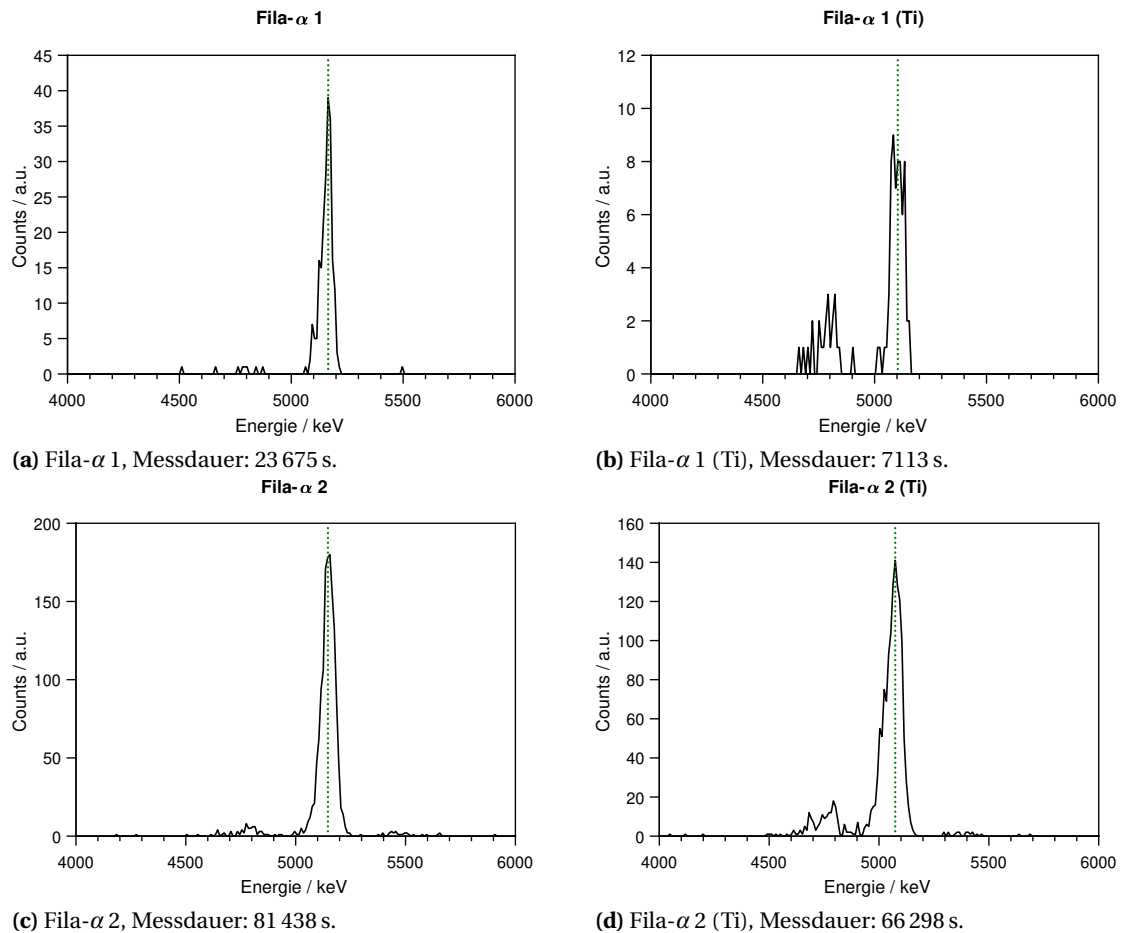 Fila-α 1
45
40
35
30
25
20
15
10
5
0
Counts / a.u.
4000 4500 5000 5500 6000
Energie / keV
(a) Fila-α 1, Messdauer: 23 675 s.
Fila-α 1 (Ti)
12
10
8
6
4
2
0
Counts / a.u.
4000 4500 5000 5500 6000
Energie / keV
(b) Fila-α 1 (Ti), Messdauer: 7113 s.
Fila-α 2
200
150
100
50
0
Counts / a.u.
4000 4500 5000 5500 6000
Energie / keV
(c) Fila-α 2, Messdauer: 81 438 s.
Fila-α 2 (Ti)
160
140
120
100
80
60
40
20
0
Counts / a.u.
4000 4500 5000 5500 6000
Energie / keV
(d) Fila-α 2 (Ti), Messdauer: 66 298 s.